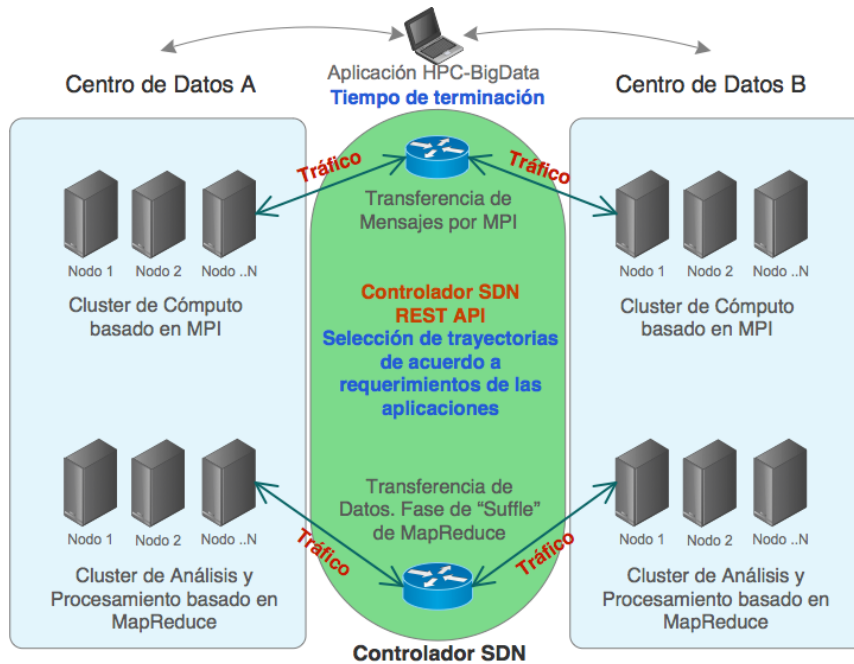 Aplicación HPC-BigData
Tiempo de terminación
Centro de Datos A
Centro de Datos B
Tráfico
Tráfico
Transferencia de
Mensajes por MPI
Nodo 1
Nodo 2
Nodo ..N
Cluster de Cómputo
basado en MPI
Nodo 1
Nodo 2
Nodo ..N
Cluster de Cómputo
basado en MPI
Controlador SDN
REST API
Selección de trayectorias
de acuerdo a
requerimientos de las
aplicaciones
Nodo 1
Nodo 2
Nodo ..N
Cluster de Análisis y
Procesamiento basado en
MapReduce
Transferencia de
Datos. Fase de “Suffle”
de MapReduce
Tráfico
Tráfico
Nodo 1
Nodo 2
Nodo ..N
Cluster de Análisis y
Procesamiento basado en
MapReduce
Controlador SDN